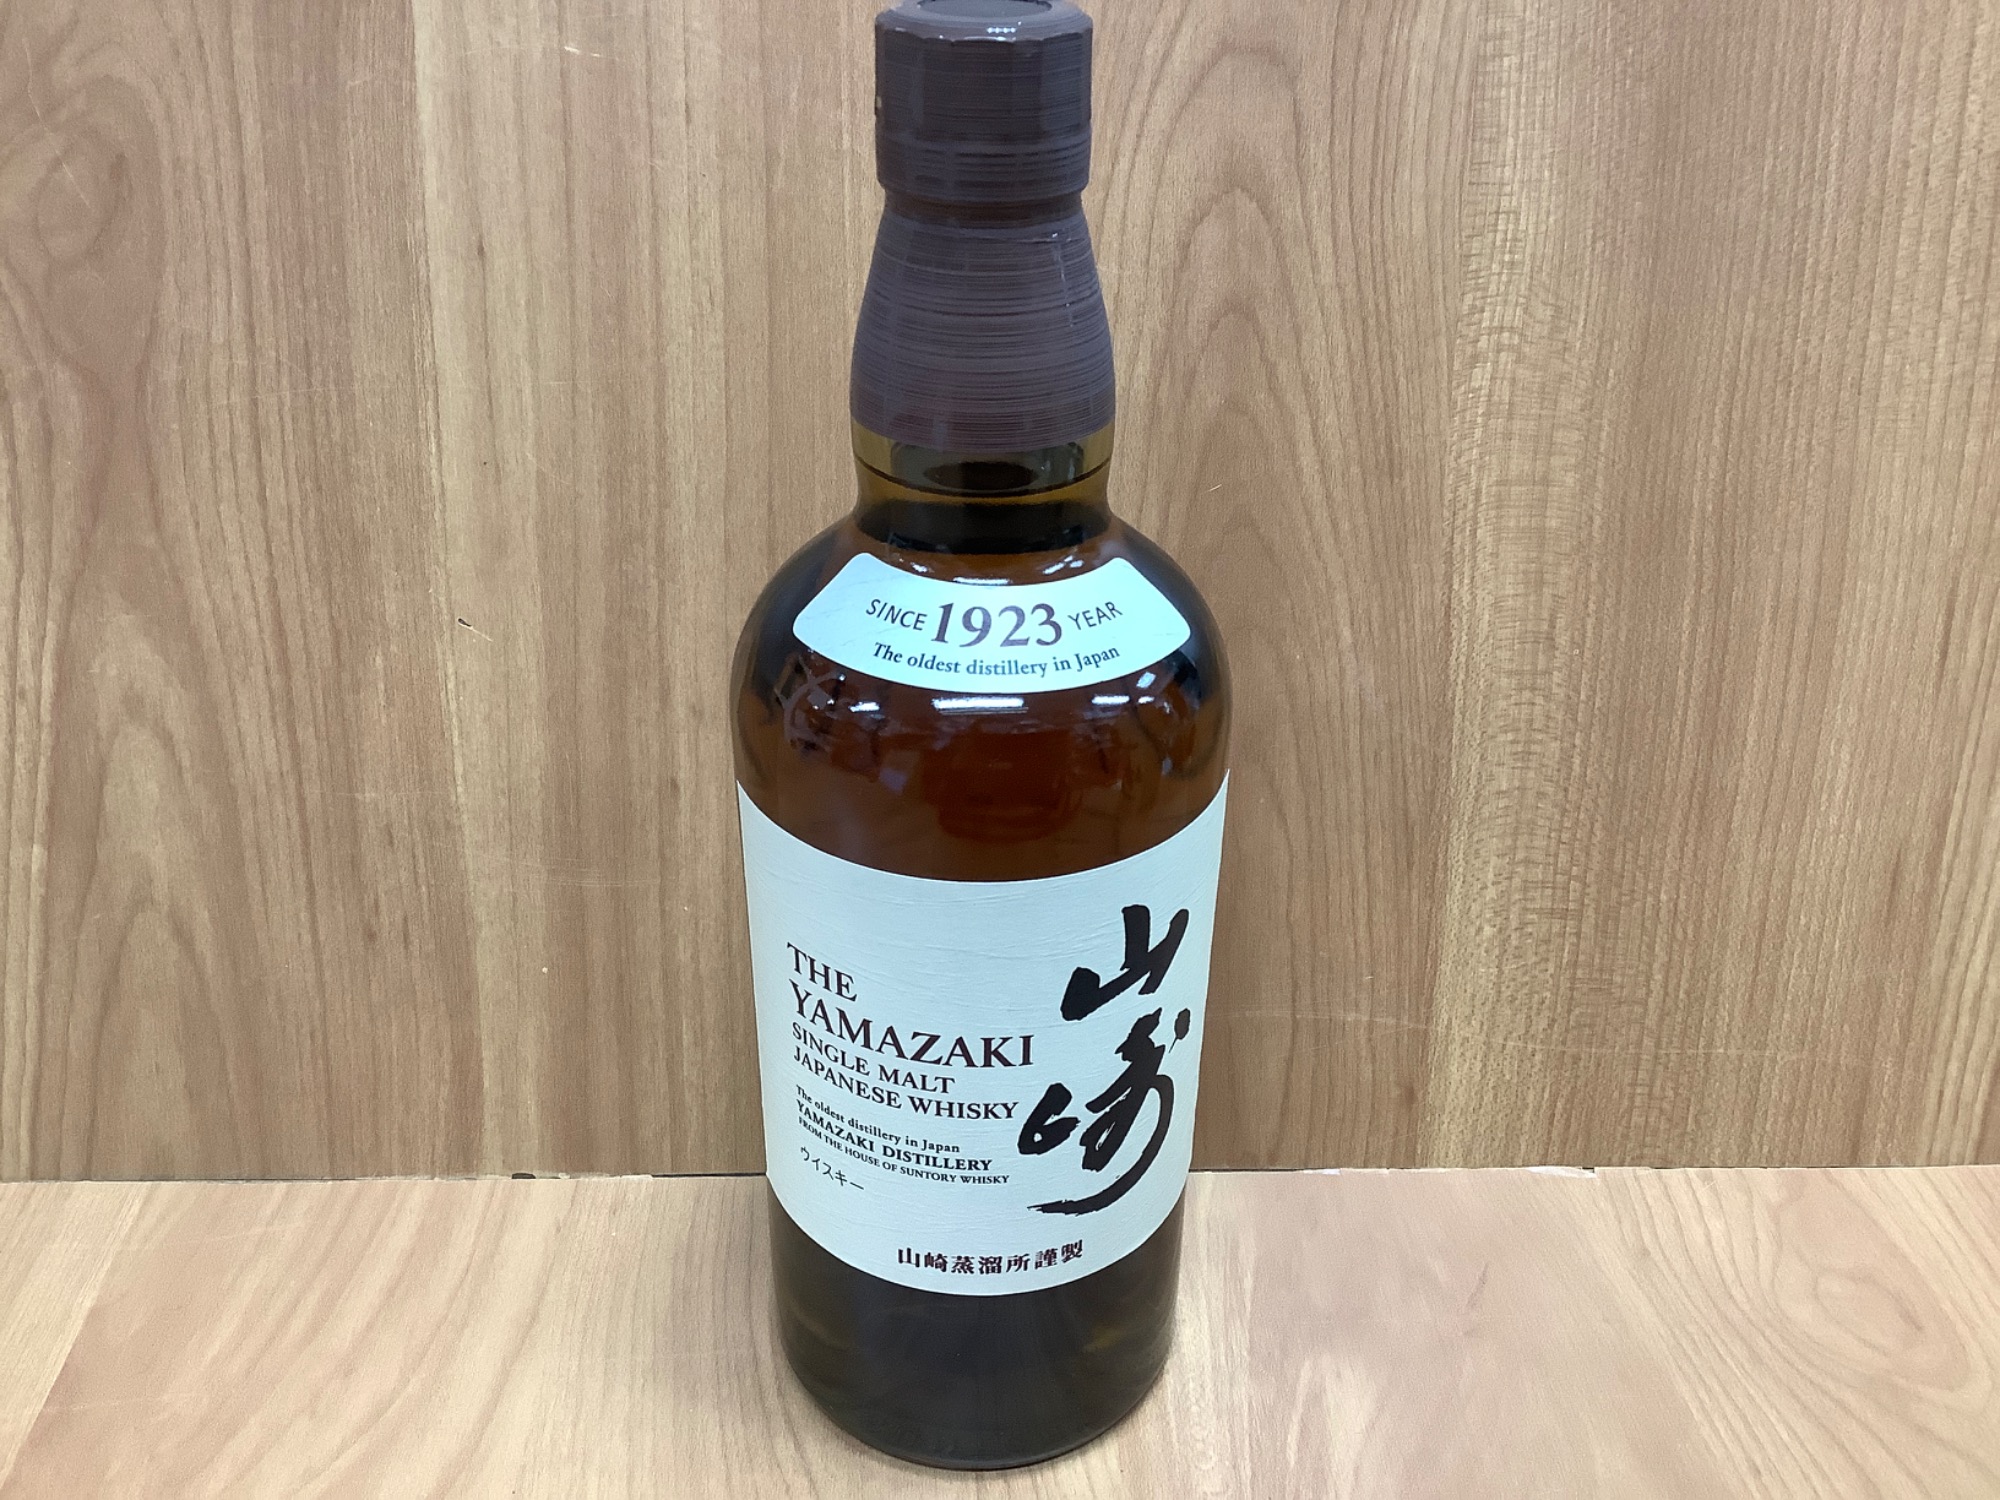 SINCE 1923 YEAR
The oldest distillery in Japan
THE
YAMAZAKI
SINGLE MALT
JAPANESE WHISKY
The oldest distillery in Japan
YAMAZAKI DISTILLERY
FROM THE HOUSE OF SUNTORY WHISKY
ウイスキー
山崎
山崎蒸溜所謹製